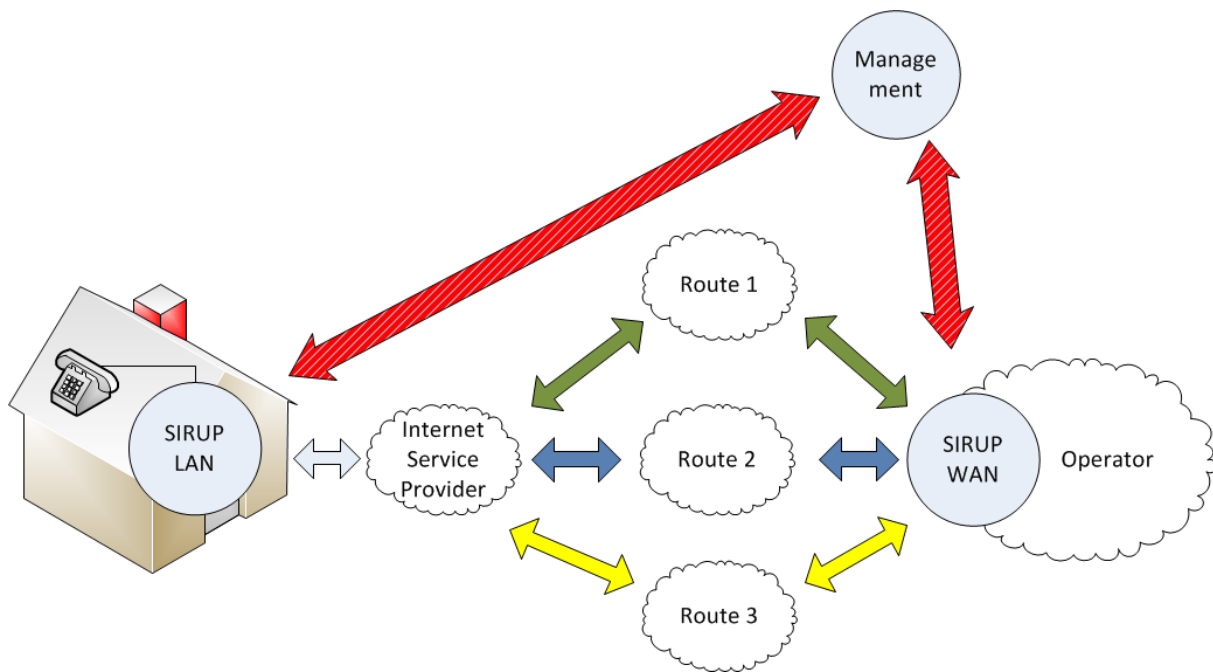 Manage
ment
Route 1
SIRUP
LAN
Internet
Service
Provider
Route 2
SIRUP
WAN
Operator
Route 3